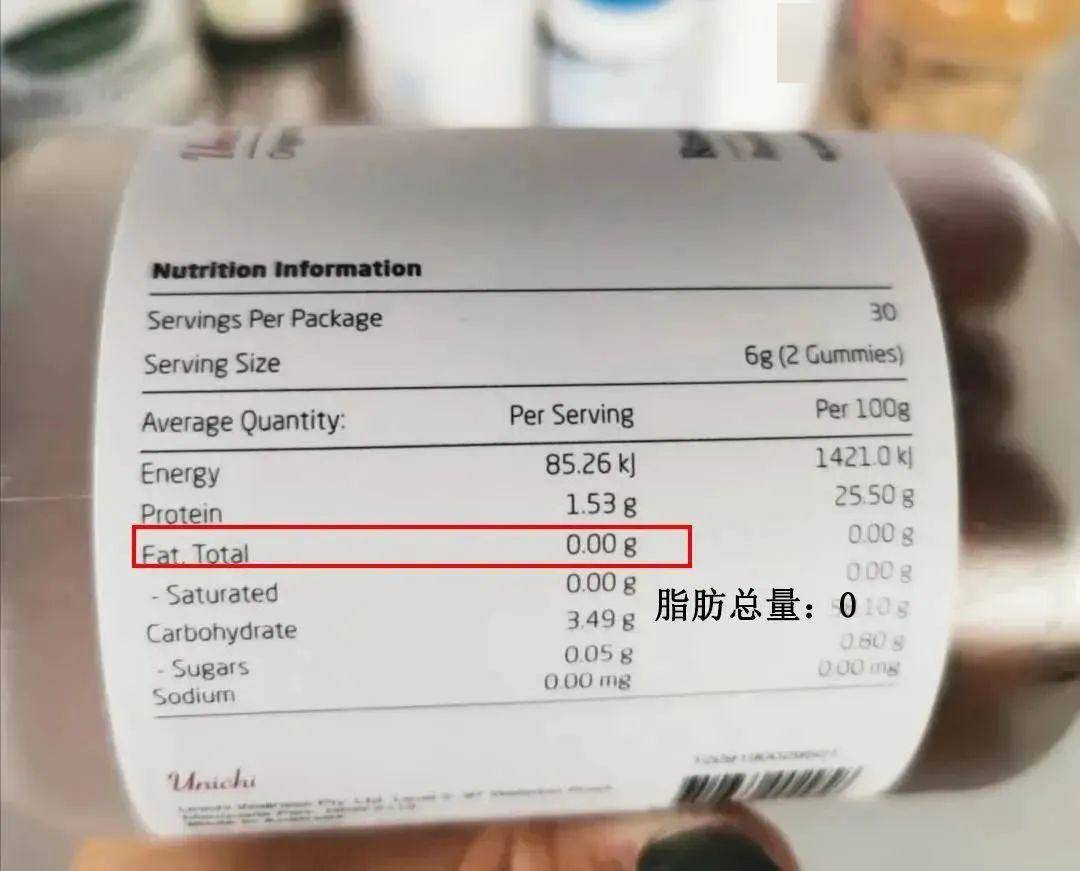 Nutrition Information
Servings Per Package 30
Serving Size 6g (2 Gummies)
Average Quantity: Per Serving Per 100g
Energy 85.26 kJ 1421.0 kJ
Protein 1.53 g 25.50 g
Fat, Total 0.00 g 0.00 g
- Saturated 0.00 g 0.00 g
脂肪总量：0
Carbohydrate 3.49 g
- Sugars 0.05 g 0.80 g
Sodium 0.00 mg 0.00 mg
Unichi